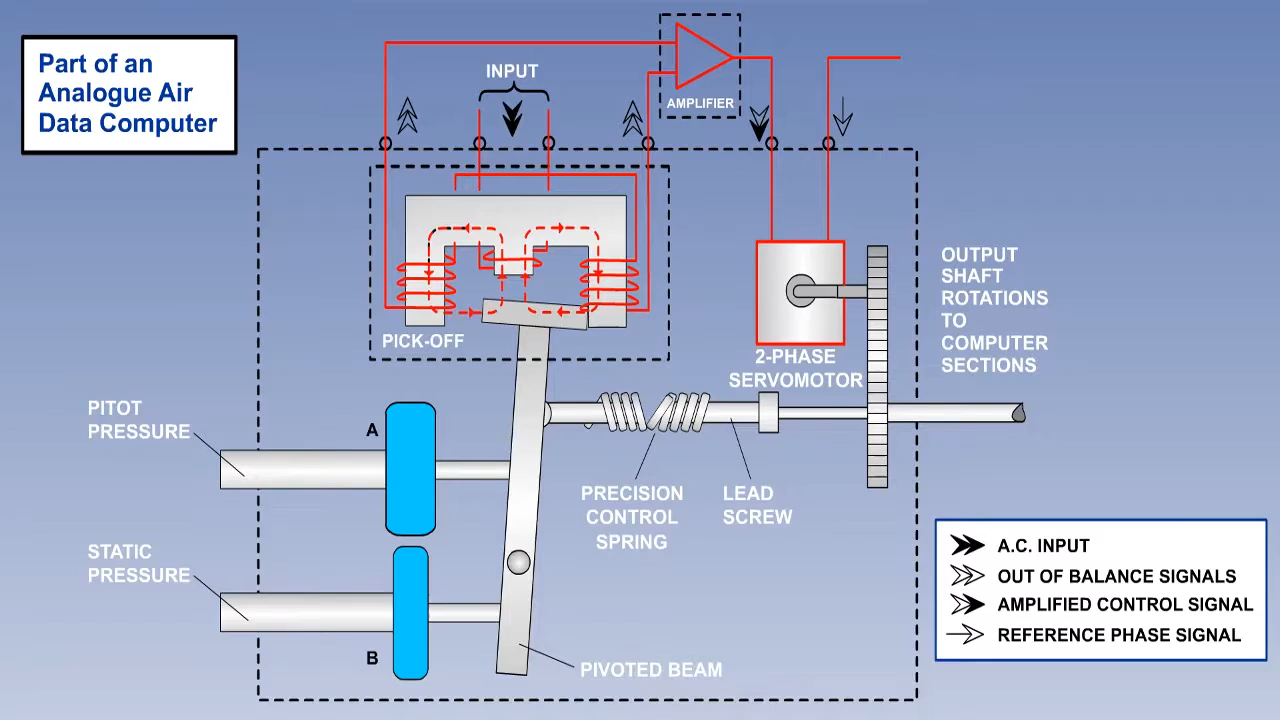 Part of an
Analogue Air
Data Computer
INPUT
AMPLIFIER
PICK-OFF
2-PHASE
SERVOMOTOR
OUTPUT
SHAFT
ROTATIONS
TO
COMPUTER
SECTIONS
PITOT
PRESSURE
A
PRECISION
CONTROL
SPRING
LEAD
SCREW
STATIC
PRESSURE
B
PIVOTED BEAM
A.C. INPUT
OUT OF BALANCE SIGNALS
AMPLIFIED CONTROL SIGNAL
REFERENCE PHASE SIGNAL